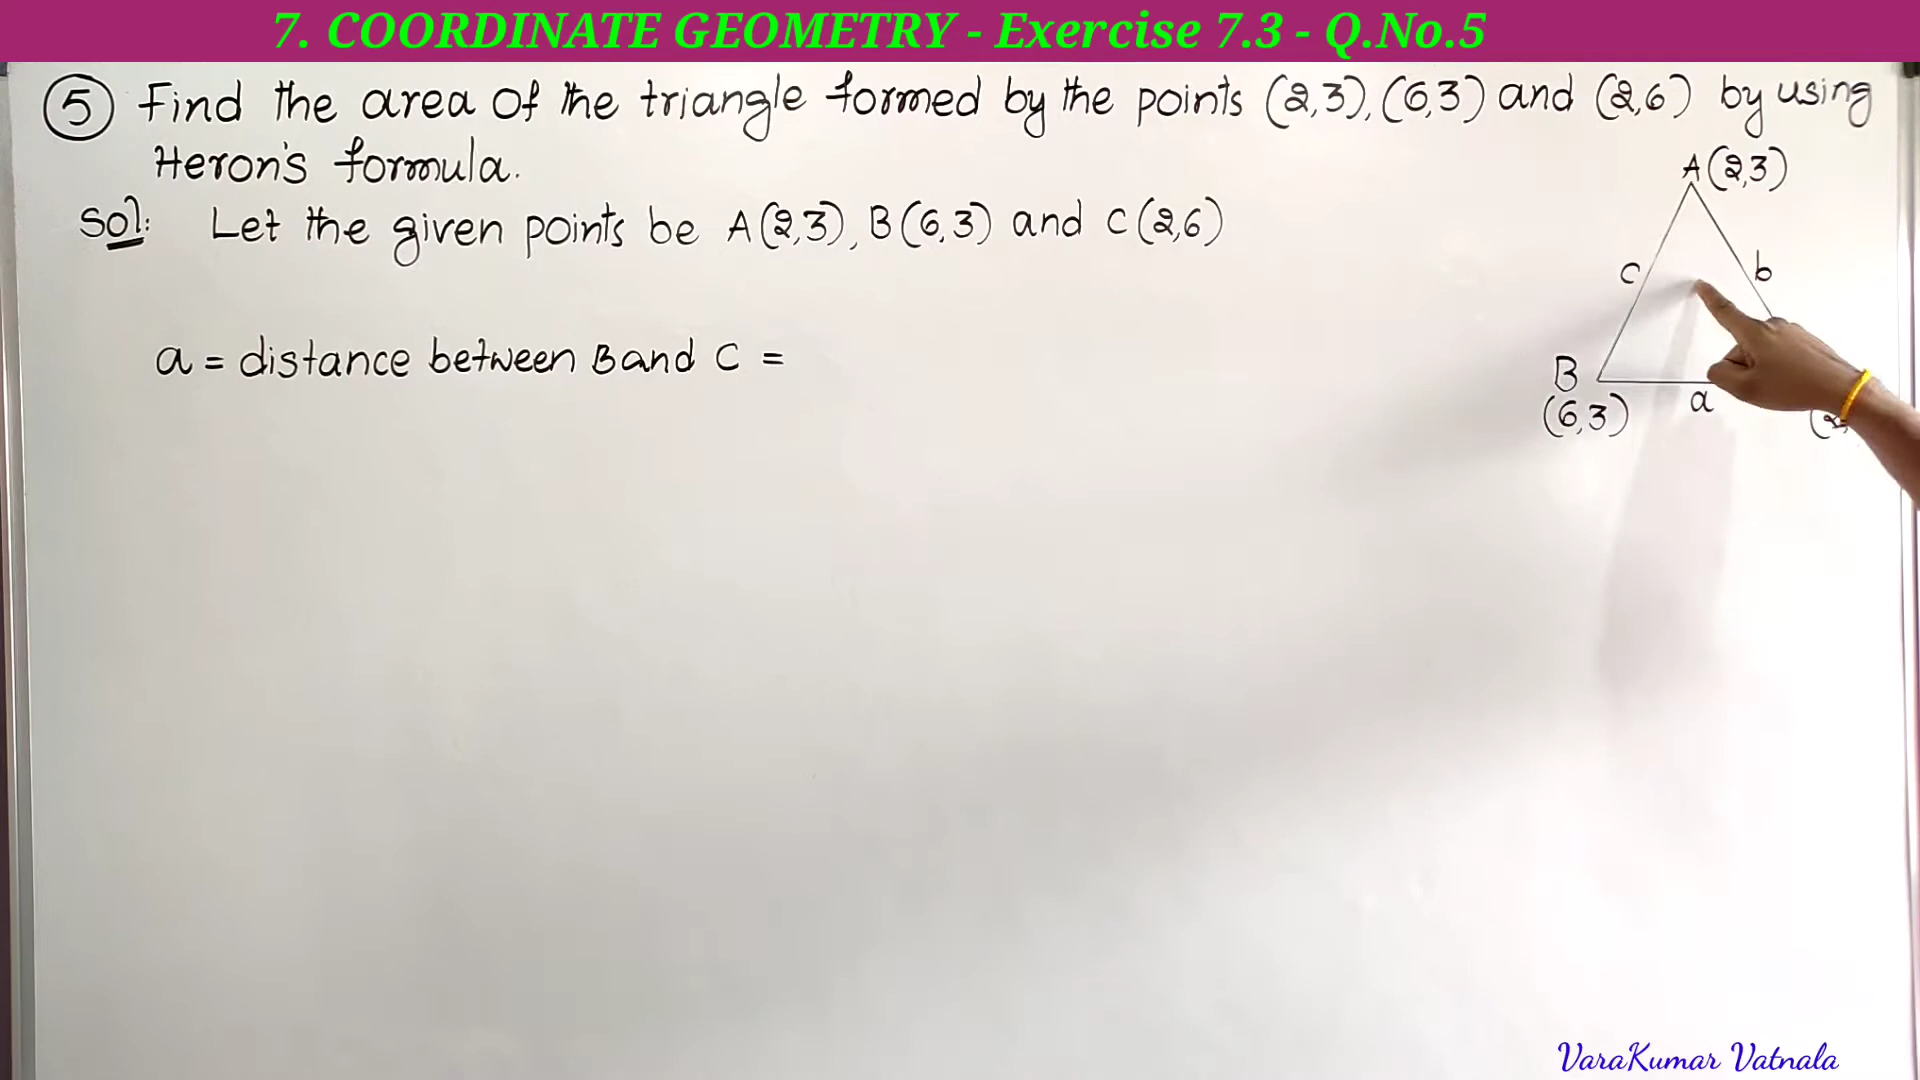 7. COORDINATE GEOMETRY - Exercise 7.3 - Q.No.5
5 Find the area of the triangle formed by the points (2,3), (6,3) and (2,6) by using
Heron's formula.
Sol: Let the given points be A(2,3), B(6,3) and C(2,6)
A(2,3)
c b
a = distance between B and C =
B
a
(6,3) (2,
VaraKumar Vatnala